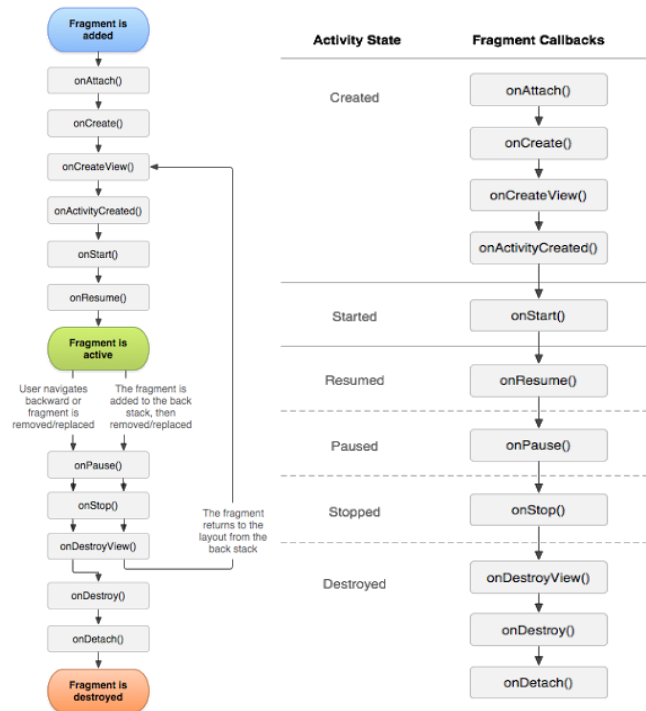 Fragment is
added
onAttach()
onCreate()
onCreateView()
onActivityCreated()
onStart()
onResume()
Fragment is
active
User navigates
backward or
fragment is
removed/replaced
The fragment is
added to the back
stack, then
removed/replaced
onPause()
onStop()
onDestroyView()
The fragment
returns to the
layout from the
back stack
onDestroy()
onDetach()
Fragment is
destroyed
Activity State
Fragment Callbacks
Created
onAttach()
onCreate()
onCreateView()
onActivityCreated()
Started
onStart()
Resumed
onResume()
Paused
onPause()
Stopped
onStop()
Destroyed
onDestroyView()
onDestroy()
onDetach()